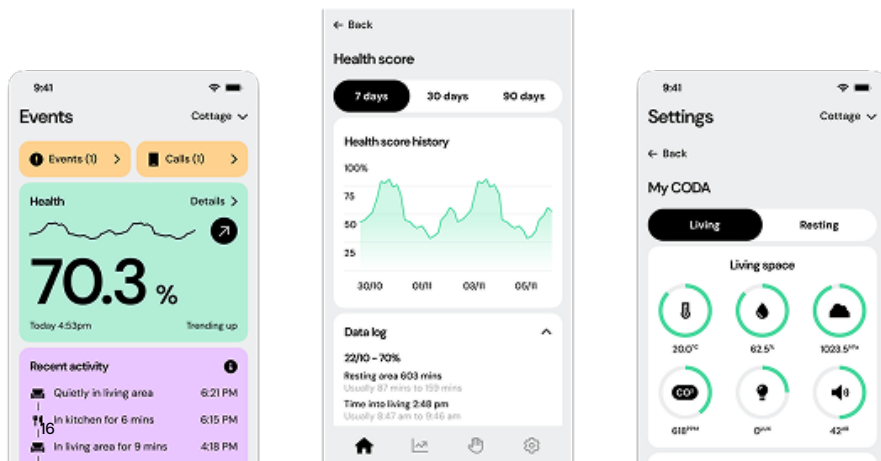 9:41
Events
Cottage
Events (1)
Calls (1)
Health
Details
70.3 %
Today 4:53pm
Trending up
Recent activity
Quietly in living area 6:21 PM
In kitchen for 6 mins 6:15 PM
16
In living area for 9 mins 4:18 PM
← Back
Health score
7 days
30 days
90 days
Health score history
100%
75
50
25
30/10
01/11
03/11
05/11
Data log
22/10 - 70%
Resting area 603 mins
Usually 87 mins to 159 mins
Time into living 2:48 pm
Usually 8:47 am to 9:46 am
9:41
Settings
Cottage
← Back
My CODA
Living
Resting
Living space
20.0°C
62.5%
1023.5hPa
CO²
618PPM
42dB